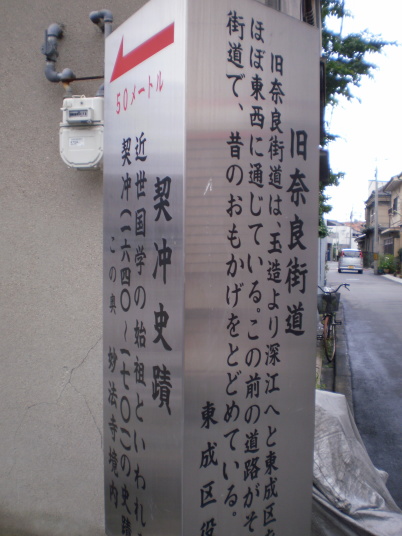 旧奈良街道
旧奈良街道は、玉造より深江へと東成区を
ほぼ東西に通じている。この前の道路がそ
街道で、昔のおもかげをとどめている。
東成区役
50メートル
契沖史蹟
近世国学の始祖といわれ
契沖(一六四〇〜一七〇一)の史蹟
この奥 妙法寺境内